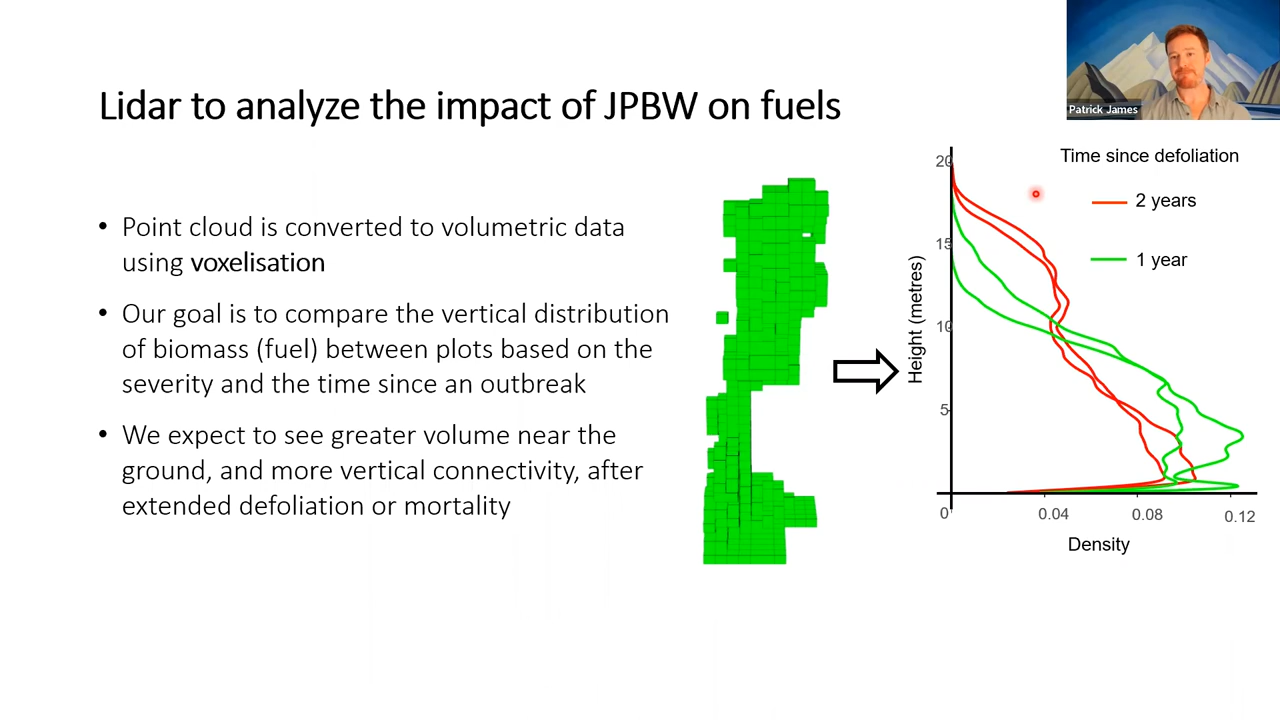 Patrick James
Lidar to analyze the impact of JPBW on fuels
• Point cloud is converted to volumetric data
using voxelisation
• Our goal is to compare the vertical distribution
of biomass (fuel) between plots based on the
severity and the time since an outbreak
• We expect to see greater volume near the
ground, and more vertical connectivity, after
extended defoliation or mortality
Time since defoliation
2 years
1 year
Height (metres)
20
15
10
5
0
0.04
0.08
0.12
Density